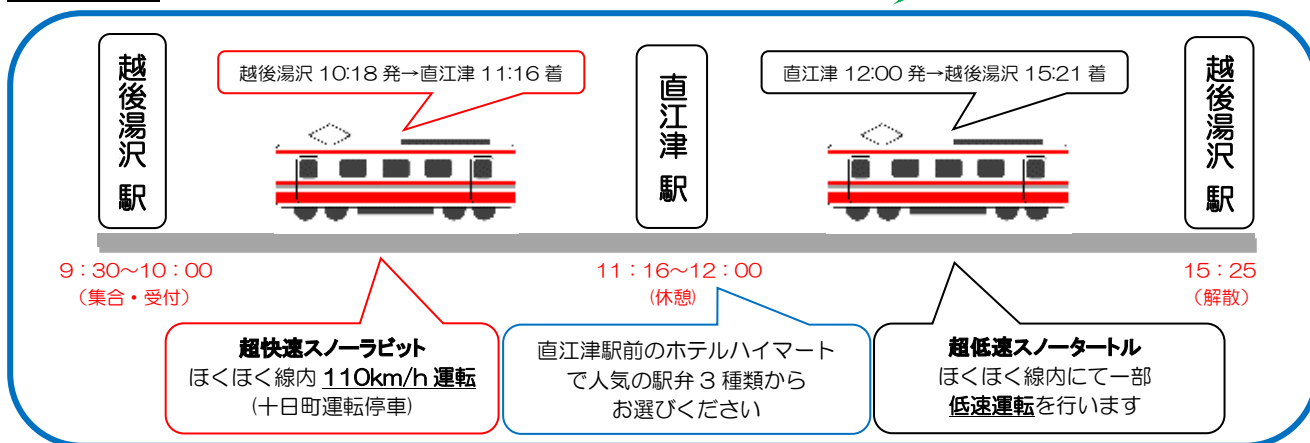 越後湯沢 駅
越後湯沢 10:18 発→直江津 11:16 着
直江津 駅
直江津 12:00 発→越後湯沢 15:21 着
越後湯沢 駅
9：30～10：00
（集合・受付）
11：16～12：00
(休憩)
15：25
（解散）
超快速スノーラビット
ほくほく線内 110km/h 運転
(十日町運転停車)
直江津駅前のホテルハイマート
で人気の駅弁 3 種類から
お選びください
超低速スノータートル
ほくほく線内にて一部
低速運転を行います